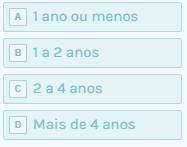 A 1 ano ou menos
B 1 a 2 anos
C 2 a 4 anos
D Mais de 4 anos